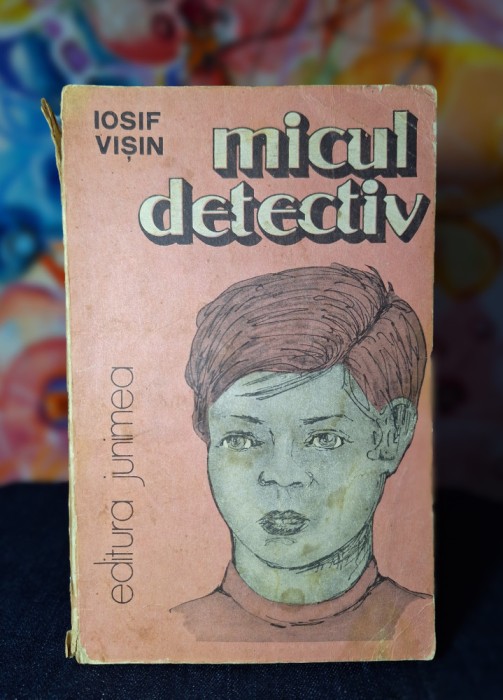 IOSIF
VIȘIN
micul
detectiv
editura junimea